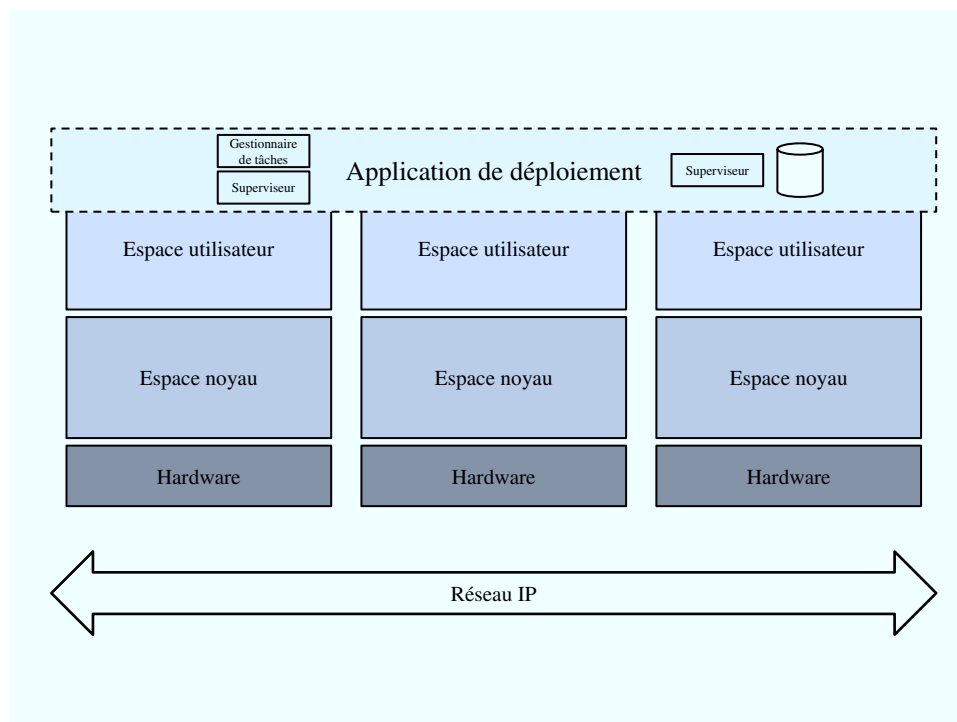 Gestionnaire
de tâches
Superviseur
Application de déploiement
Superviseur
Espace utilisateur
Espace utilisateur
Espace utilisateur
Espace noyau
Espace noyau
Espace noyau
Hardware
Hardware
Hardware
Réseau IP